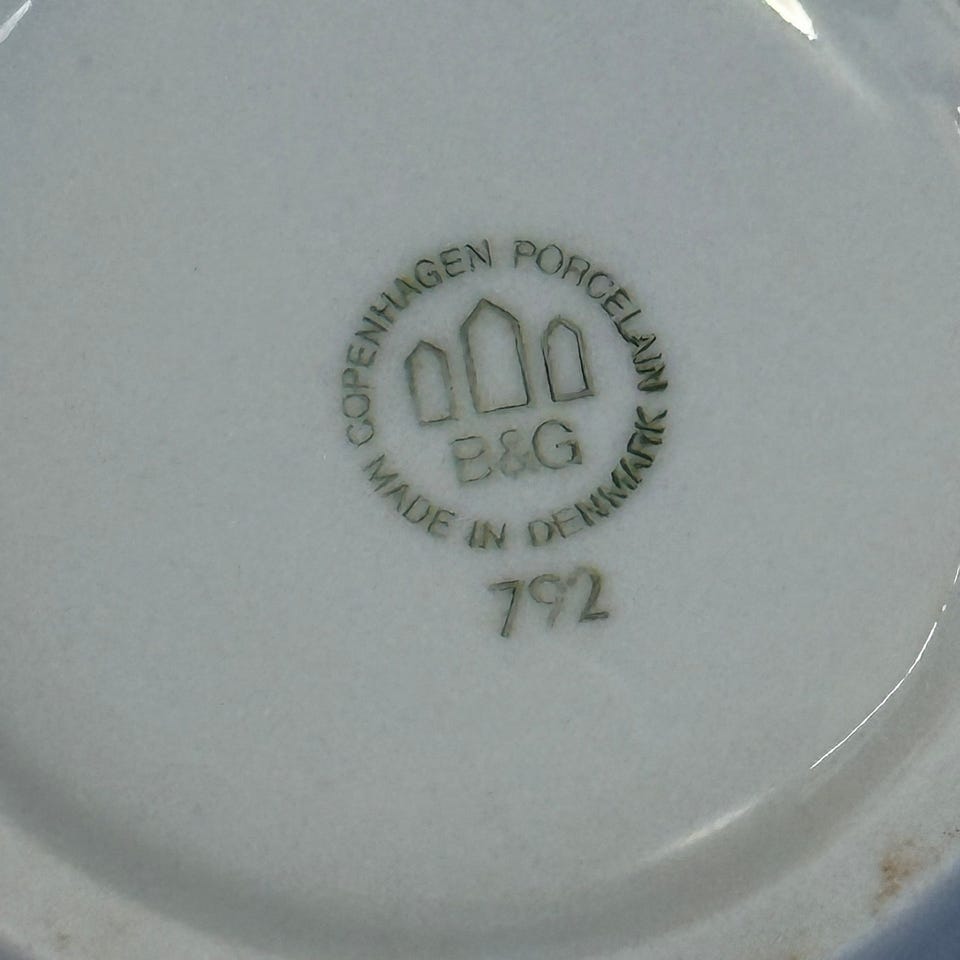 COPENHAGEN PORCELAIN
MADE IN DENMARK
B&G
792